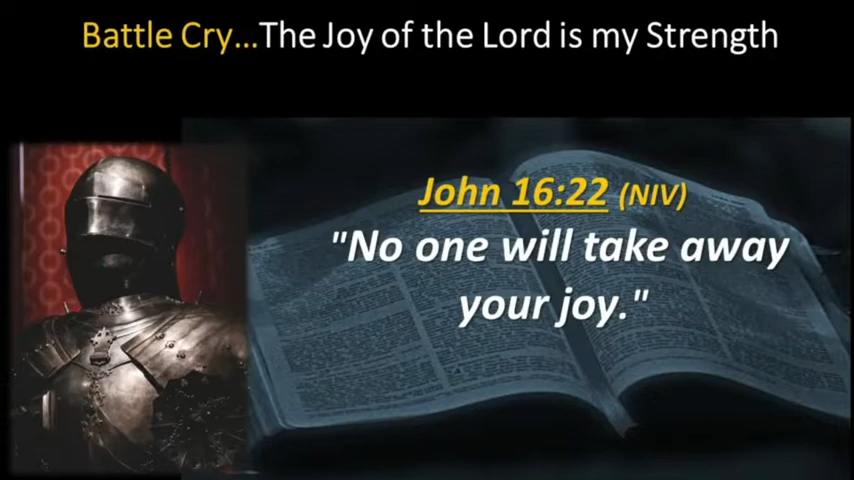 Battle Cry...The Joy of the Lord is my Strength
John 16:22 (NIV)
"No one will take away
your joy."